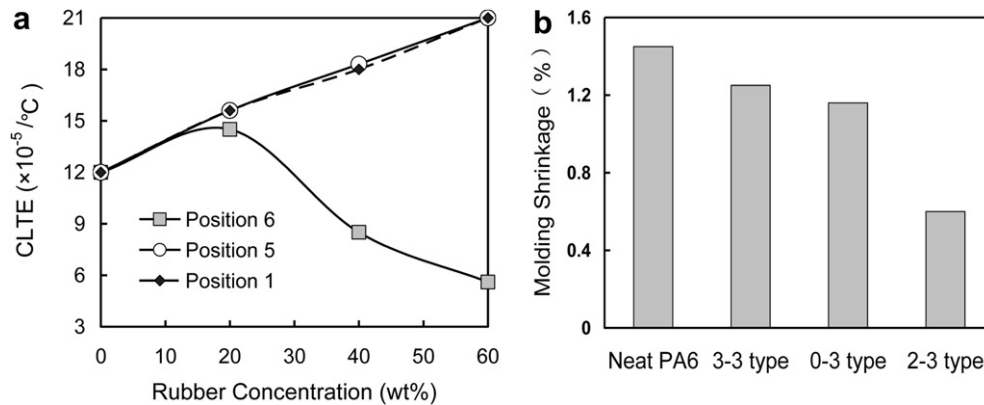 a
21
18
15
12
9
6
3
CLTE (×10⁻⁵/°C)
Position 6
Position 5
Position 1
0 10 20 30 40 50 60
Rubber Concentration (wt%)
b
1.6
1.2
0.8
0.4
0
Molding Shrinkage (%)
Neat PA6 3-3 type 0-3 type 2-3 type